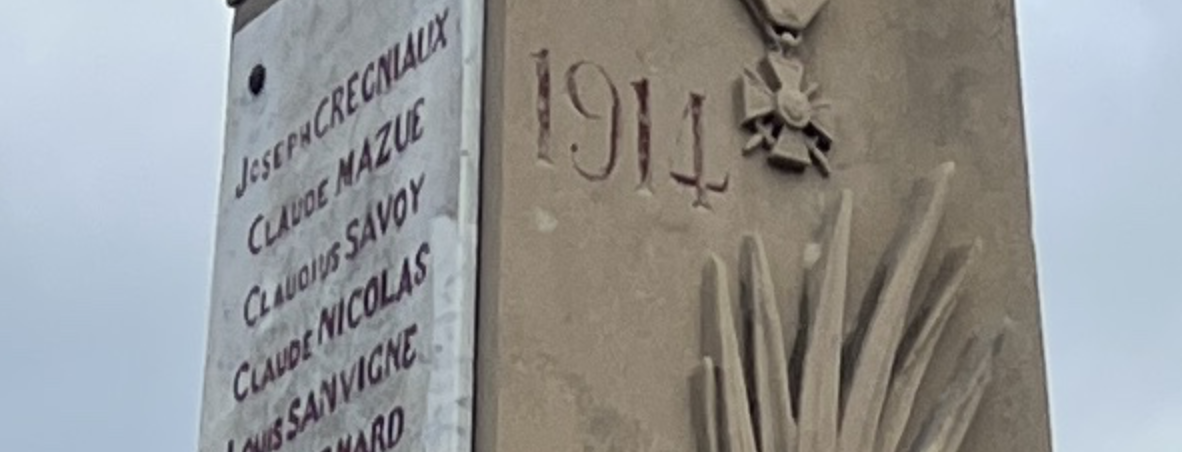 JOSEPH CREGNIAUX
CLAUDE MAZUE
CLAUDIUS SAVOY
CLAUDE NICOLAS
LOUIS SANVIGNE
1914